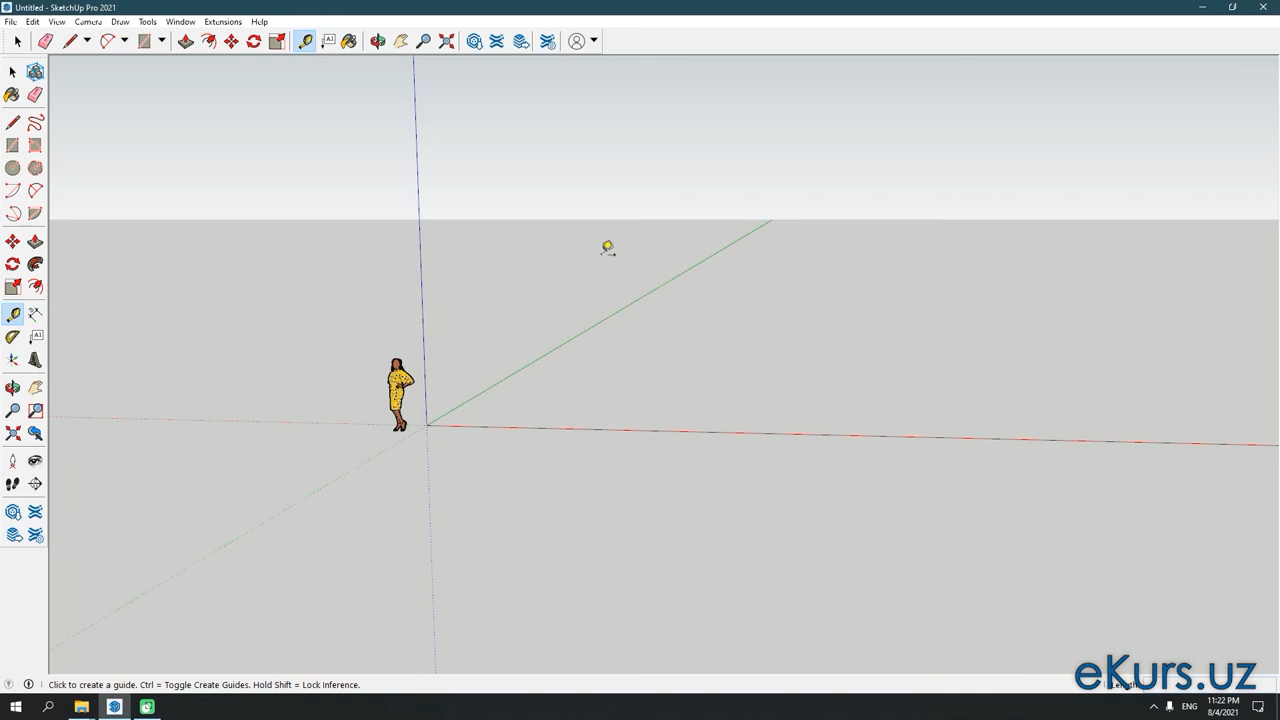 Untitled - SketchUp Pro 2021
File Edit View Camera Draw Tools Window Extensions Help
Click to create a guide. Ctrl = Toggle Create Guides. Hold Shift = Lock Inference.
eKurs.uz
ENG
11:22 PM
8/4/2021